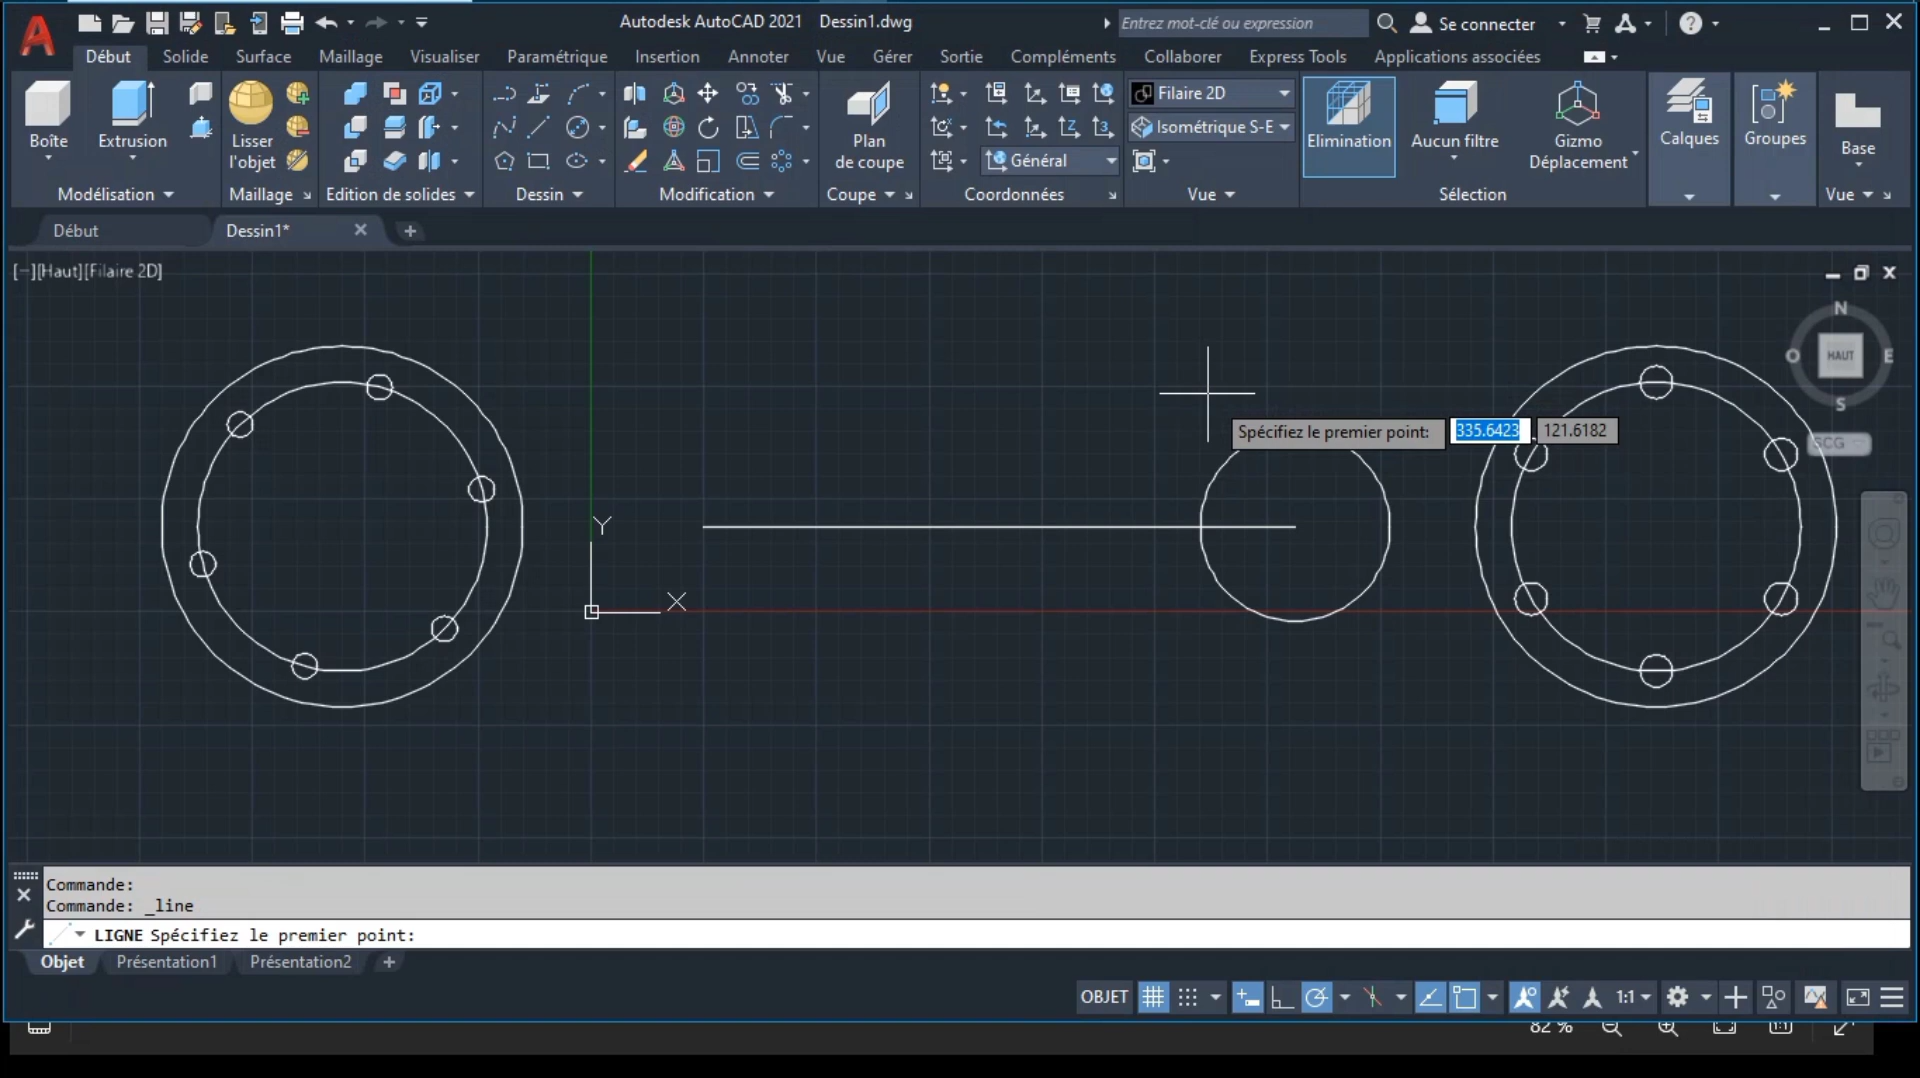 Autodesk AutoCAD 2021 Dessin1.dwg
Entrez mot-clé ou expression
Se connecter
Début Solide Surface Maillage Visualiser Paramétrique Insertion Annoter Vue Gérer Sortie Compléments Collaborer Express Tools Applications associées
Filaire 2D
Isométrique S-E
Général
Boîte
Extrusion
Lisser
l'objet
Plan
de coupe
Elimination
Aucun filtre
Gizmo
Déplacement
Calques
Groupes
Base
Modélisation Maillage Edition de solides Dessin Modification Coupe Coordonnées Vue Sélection Vue
Début Dessin1*
[−][Haut][Filaire 2D]
N
O HAUT E
S
SCG
Spécifiez le premier point: 335.6423 121.6182
Y
X
Commande:
Commande: _line
LIGNE Spécifiez le premier point:
Objet Présentation1 Présentation2
OBJET 1:1
82 % 1:1